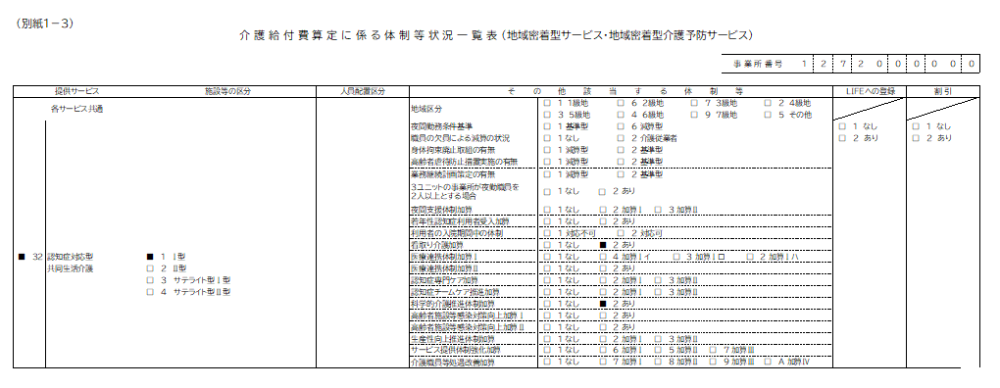 （別紙１－３）
介 護 給 付 費 算 定 に 係 る 体 制 等 状 況 一 覧 表（地域密着型サービス・地域密着型介護予防サービス）
事 業 所 番 号 1 2 7 2 0 0 0 0 0 0
提供サービス 施設等の区分 人員配置区分 そ の 他 該 当 す る 体 制 等 LIFEへの登録 割 引
各サービス共通
地域区分 □ 1 1級地 □ 6 2級地 □ 7 3級地 □ 2 4級地
□ 3 5級地 □ 4 6級地 □ 9 7級地 □ 5 その他
夜間勤務条件基準 □ 1 基準型 □ 6 減算型 □ 1 なし □ 1 なし
職員の欠員による減算の状況 □ 1 なし □ 2 介護従業者 □ 2 あり □ 2 あり
身体拘束廃止取組の有無 □ 1 減算型 □ 2 基準型
高齢者虐待防止措置実施の有無 □ 1 減算型 □ 2 基準型
業務継続計画策定の有無 □ 1 減算型 □ 2 基準型
3ユニットの事業所が夜勤職員を
2人以上とする場合 □ 1 なし □ 2 あり
夜間支援体制加算 □ 1 なし □ 2 加算Ⅰ □ 3 加算Ⅱ
若年性認知症利用者受入加算 □ 1 なし □ 2 あり
利用者の入院期間中の体制 □ 1 対応不可 □ 2 対応可
看取り介護加算 □ 1 なし ■ 2 あり
■ 32 認知症対応型 ■ 1 Ⅰ型 医療連携体制加算Ⅰ □ 1 なし □ 4 加算Ⅰイ □ 3 加算Ⅰロ □ 2 加算Ⅰハ
共同生活介護 □ 2 Ⅱ型 医療連携体制加算Ⅱ □ 1 なし □ 2 あり
□ 3 サテライト型Ⅰ型 認知症専門ケア加算 □ 1 なし □ 2 加算Ⅰ □ 3 加算Ⅱ
□ 4 サテライト型Ⅱ型 認知症チームケア推進加算 □ 1 なし □ 2 加算Ⅰ □ 3 加算Ⅱ
科学的介護推進体制加算 □ 1 なし ■ 2 あり
高齢者施設等感染対策向上加算Ⅰ □ 1 なし □ 2 あり
高齢者施設等感染対策向上加算Ⅱ □ 1 なし □ 2 あり
生産性向上推進体制加算 □ 1 なし □ 2 加算Ⅰ □ 3 加算Ⅱ
サービス提供体制強化加算 □ 1 なし □ 6 加算Ⅰ □ 5 加算Ⅱ □ 7 加算Ⅲ
介護職員等処遇改善加算 □ 1 なし □ 7 加算Ⅰ □ 8 加算Ⅱ □ 9 加算Ⅲ □ A 加算Ⅳ